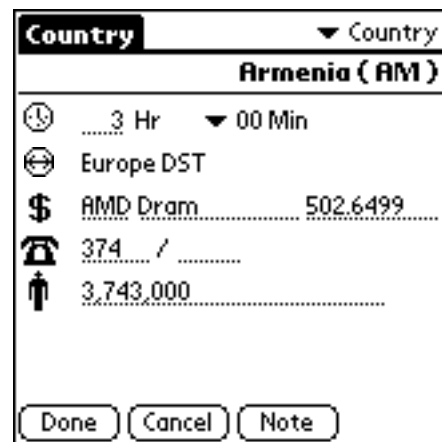 Country Country
Armenia ( AM )
3 Hr 00 Min
Europe DST
$ AMD Dram 502.6499
374 /
3,743,000
Done Cancel Note